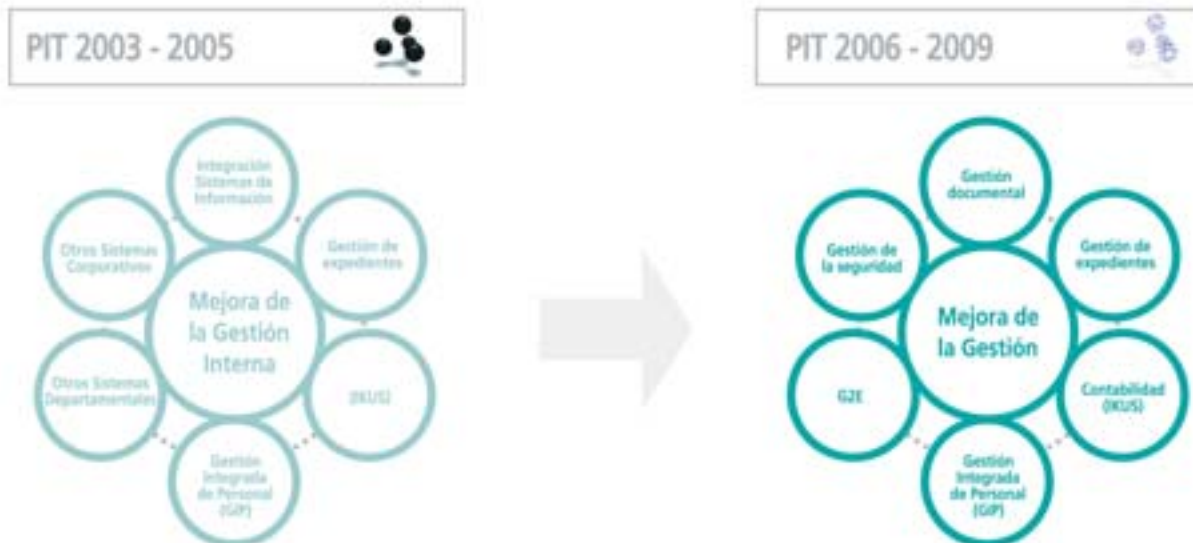 PIT 2003 - 2005
Integración
Sistemas de
Información
Otros Sistemas
Corporativos
Gestión de
expedientes
Mejora de
la Gestión
Interna
Otros Sistemas
Departamentales
(IKUS)
Gestión
Integrada
de Personal
(GIP)
PIT 2006 - 2009
Gestión
documental
Gestión de
la seguridad
Gestión de
expedientes
Mejora de
la Gestión
G2E
Contabilidad
(IKUS)
Gestión
Integrada
de Personal
(GIP)